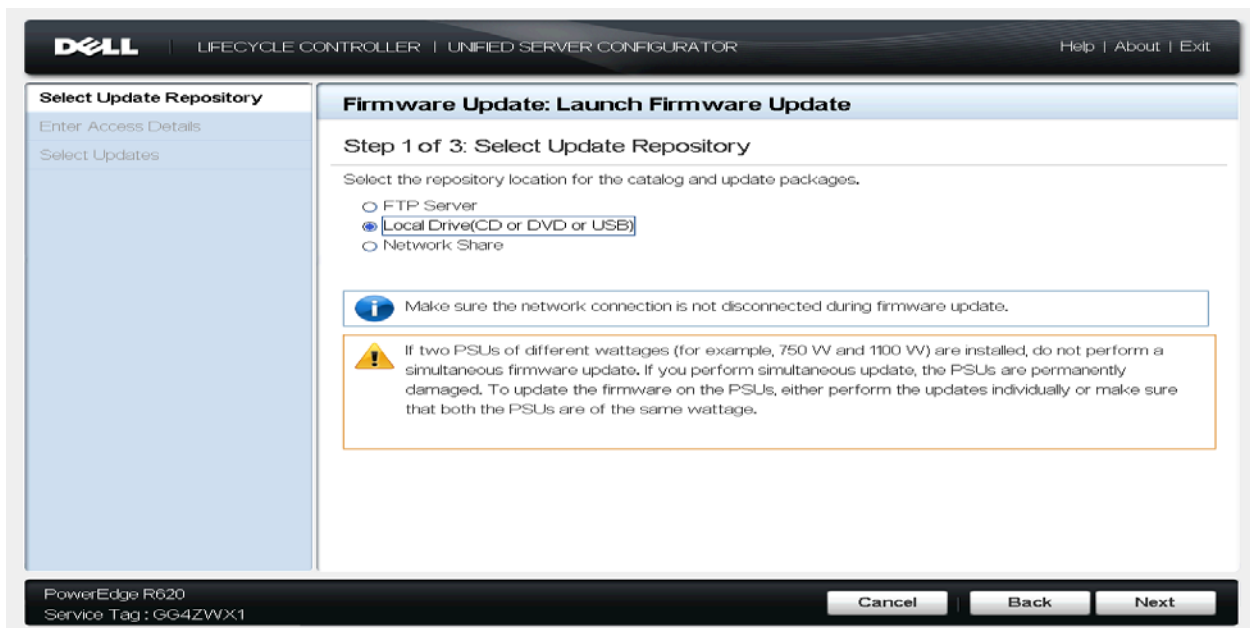 DELL | LIFECYCLE CONTROLLER | UNIFIED SERVER CONFIGURATOR Help | About | Exit
Select Update Repository
Enter Access Details
Select Updates
Firmware Update: Launch Firmware Update
Step 1 of 3: Select Update Repository
Select the repository location for the catalog and update packages.
FTP Server
Local Drive(CD or DVD or USB)
Network Share
Make sure the network connection is not disconnected during firmware update.
If two PSUs of different wattages (for example, 750 W and 1100 W) are installed, do not perform a
simultaneous firmware update. If you perform simultaneous update, the PSUs are permanently
damaged. To update the firmware on the PSUs, either perform the updates individually or make sure
that both the PSUs are of the same wattage.
PowerEdge R620
Service Tag : GG4ZWX1
Cancel | Back Next